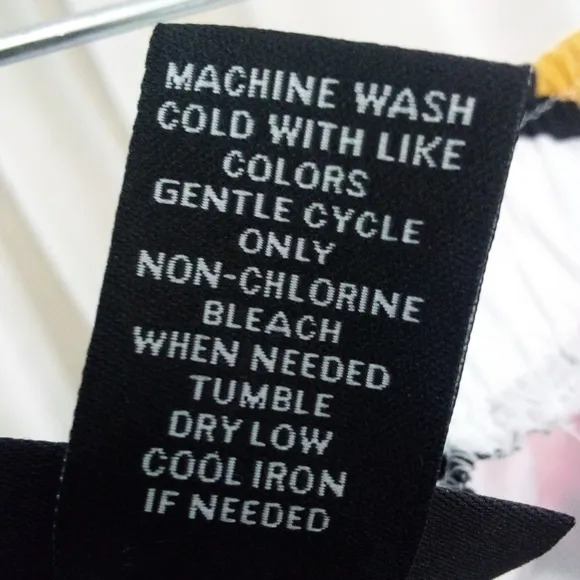 MACHINE WASH
COLD WITH LIKE
COLORS
GENTLE CYCLE
ONLY
NON-CHLORINE
BLEACH
WHEN NEEDED
TUMBLE
DRY LOW
COOL IRON
IF NEEDED